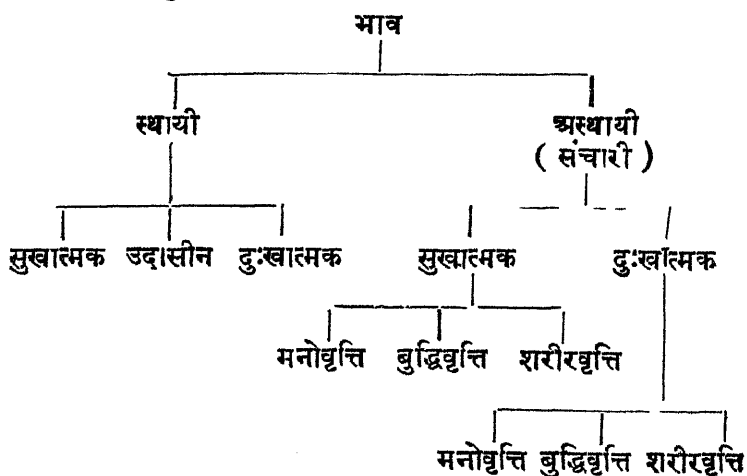 भाव
स्थायी अस्थायी
( संचारी )
सुखात्मक उदासीन दुःखात्मक सुखात्मक दुःखात्मक
मनोवृत्ति बुद्धिवृत्ति शरीरवृत्ति
मनोवृत्ति बुद्धिवृत्ति शरीरवृत्ति